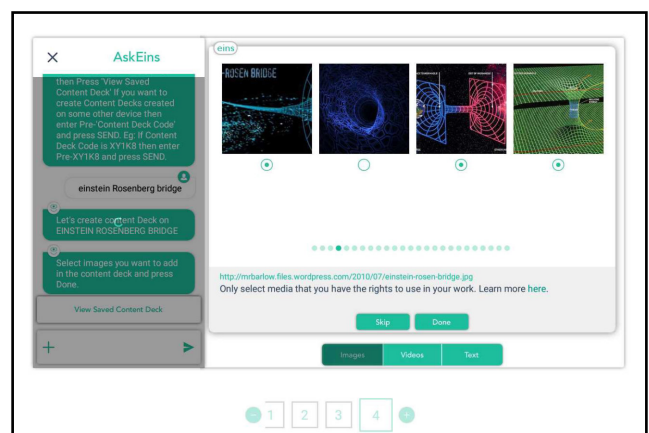 AskEins
then Press 'View Saved
Content Deck' If you want to
create Content Decks created
on some other device then
enter Pre-'Content Deck Code'
and press SEND. Eg: If Content
Deck Code is XY1K8 then enter
Pre-XY1K8 and press SEND.
einstein Rosenberg bridge
Let's create content Deck on
EINSTEIN ROSENBERG BRIDGE
Select images you want to add
in the content deck and press
Done.
View Saved Content Deck
eins
-ROSEN BRIDGE
http://mrbarlow.files.wordpress.com/2010/07/einstein-rosen-bridge.jpg
Only select media that you have the rights to use in your work. Learn more here.
Skip Done
Images Videos Text
1 2 3 4